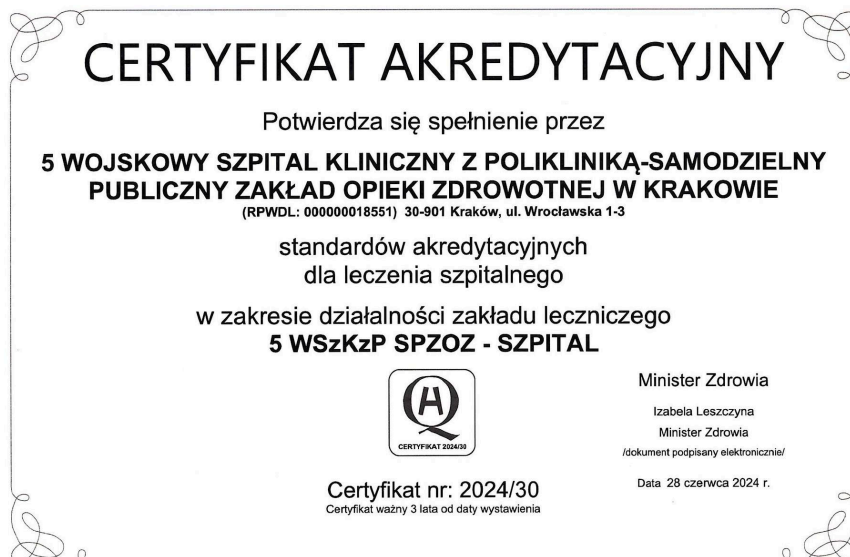 CERTYFIKAT AKREDYTACYJNY
Potwierdza się spełnienie przez
5 WOJSKOWY SZPITAL KLINICZNY Z POLIKLINIKĄ-SAMODZIELNY
PUBLICZNY ZAKŁAD OPIEKI ZDROWOTNEJ W KRAKOWIE
(RPWDL: 000000018551) 30-901 Kraków, ul. Wrocławska 1-3
standardów akredytacyjnych
dla leczenia szpitalnego
w zakresie działalności zakładu leczniczego
5 WSzKzP SPZOZ - SZPITAL
HQ
CERTYFIKAT 2024/30
Certyfikat nr: 2024/30
Certyfikat ważny 3 lata od daty wystawienia
Minister Zdrowia
Izabela Leszczyna
Minister Zdrowia
/dokument podpisany elektronicznie/
Data 28 czerwca 2024 r.